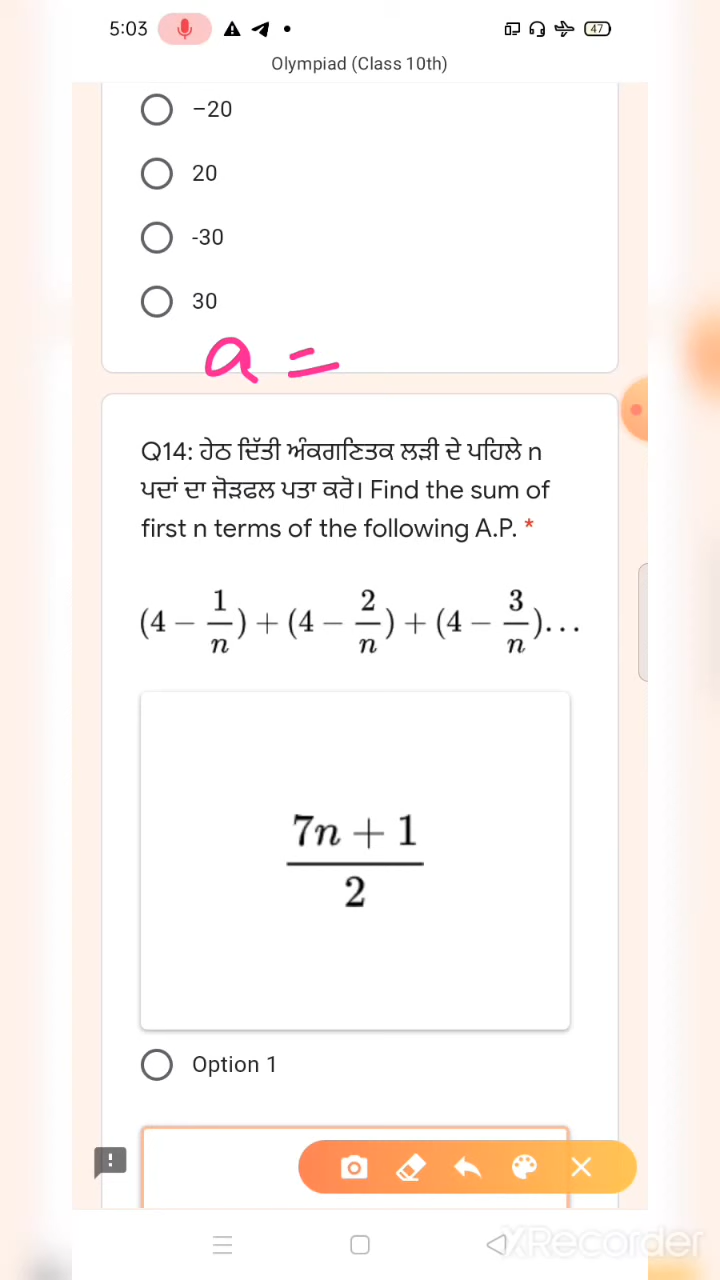 5:03
47
Olympiad (Class 10th)
−20
20
-30
30
a =
Q14: ਹੇਠ ਦਿੱਤੀ ਅੰਕਗਣਿਤਕ ਲੜੀ ਦੇ ਪਹਿਲੇ n
ਪਦਾਂ ਦਾ ਜੋੜਫਲ ਪਤਾ ਕਰੋ। Find the sum of
first n terms of the following A.P. *
(4 − 1/n) + (4 − 2/n) + (4 − 3/n)...
7n + 1
2
Option 1
XRecorder